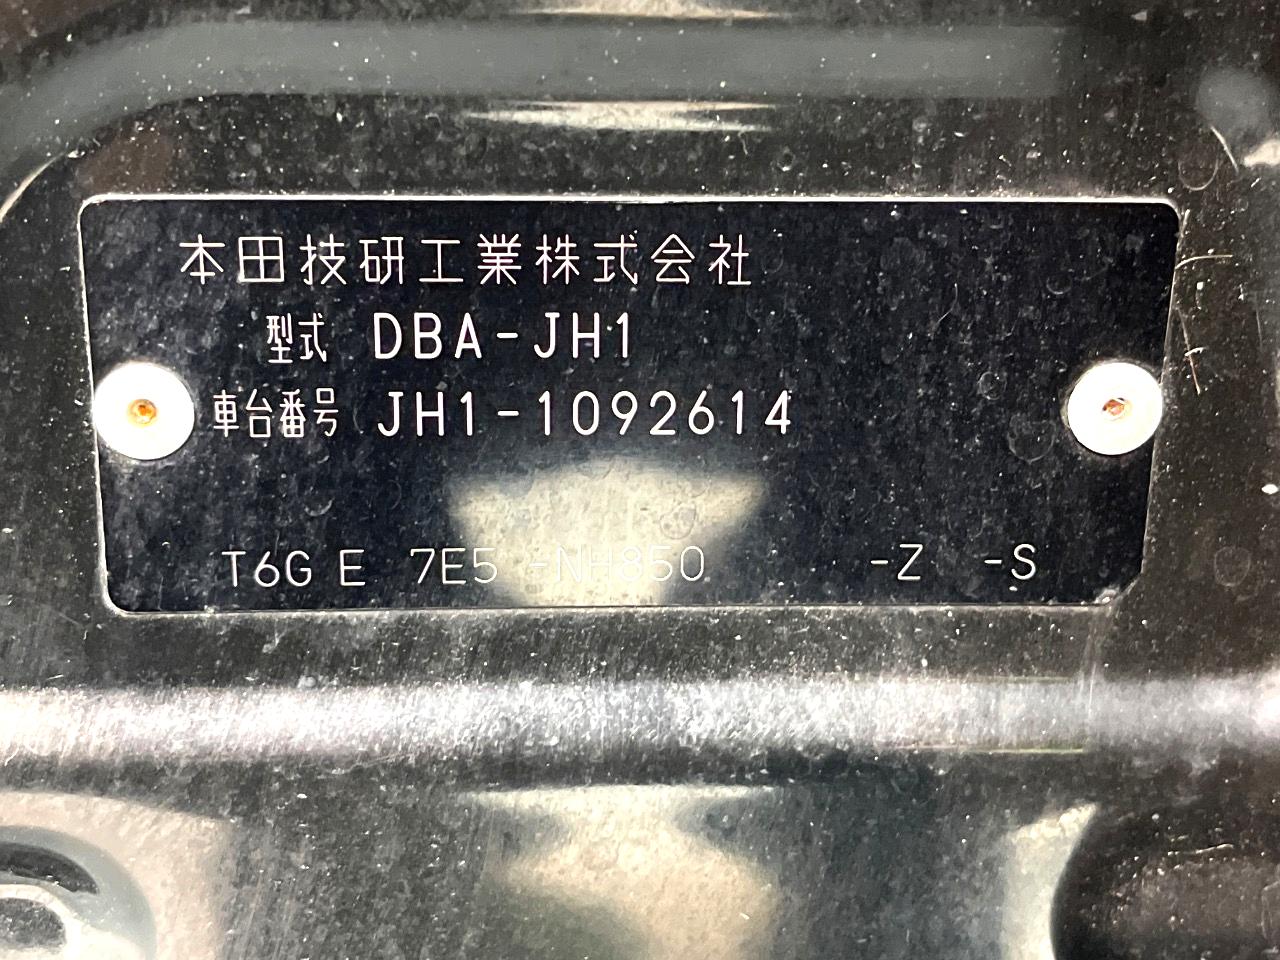 本田技研工業株式会社
型式 DBA-JH1
車台番号 JH1-1092614
T6G E 7E5 -NH850 -Z -S